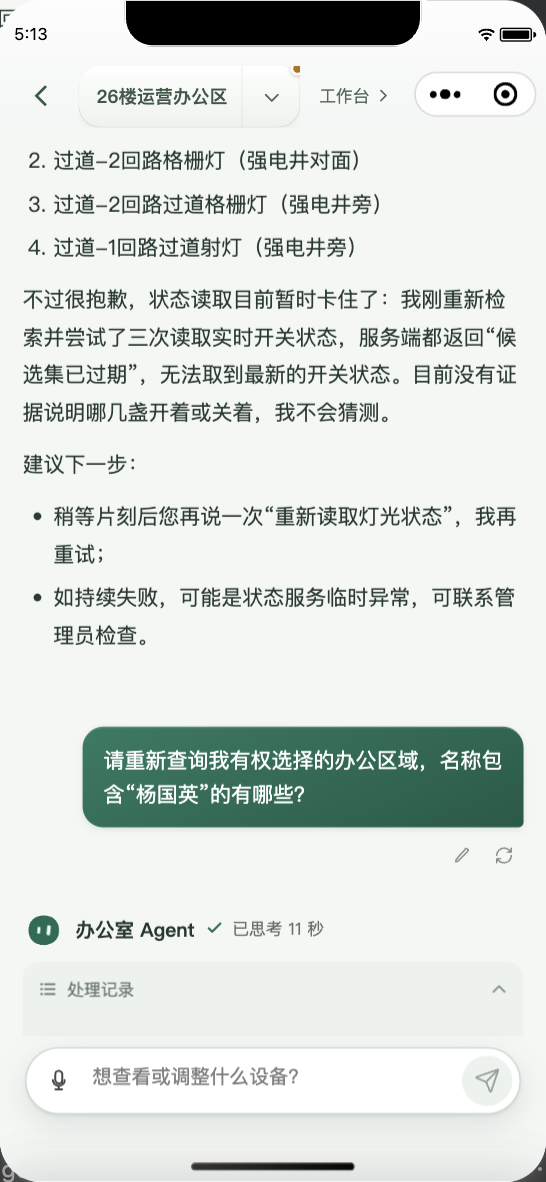 5:13
26楼运营办公区
工作台
2. 过道-2回路格栅灯（强电井对面）
3. 过道-2回路过道格栅灯（强电井旁）
4. 过道-1回路过道射灯（强电井旁）
不过很抱歉，状态读取目前暂时卡住了：我刚重新检
索并尝试了三次读取实时开关状态，服务端都返回“候
选集已过期”，无法取到最新的开关状态。目前没有证
据说明哪几盏开着或关着，我不会猜测。
建议下一步：
• 稍等片刻后您再说一次“重新读取灯光状态”，我再
重试；
• 如持续失败，可能是状态服务临时异常，可联系管
理员检查。
请重新查询我有权选择的办公区域，名称包
含“杨国英”的有哪些？
办公室 Agent 已思考 11 秒
处理记录
想查看或调整什么设备？